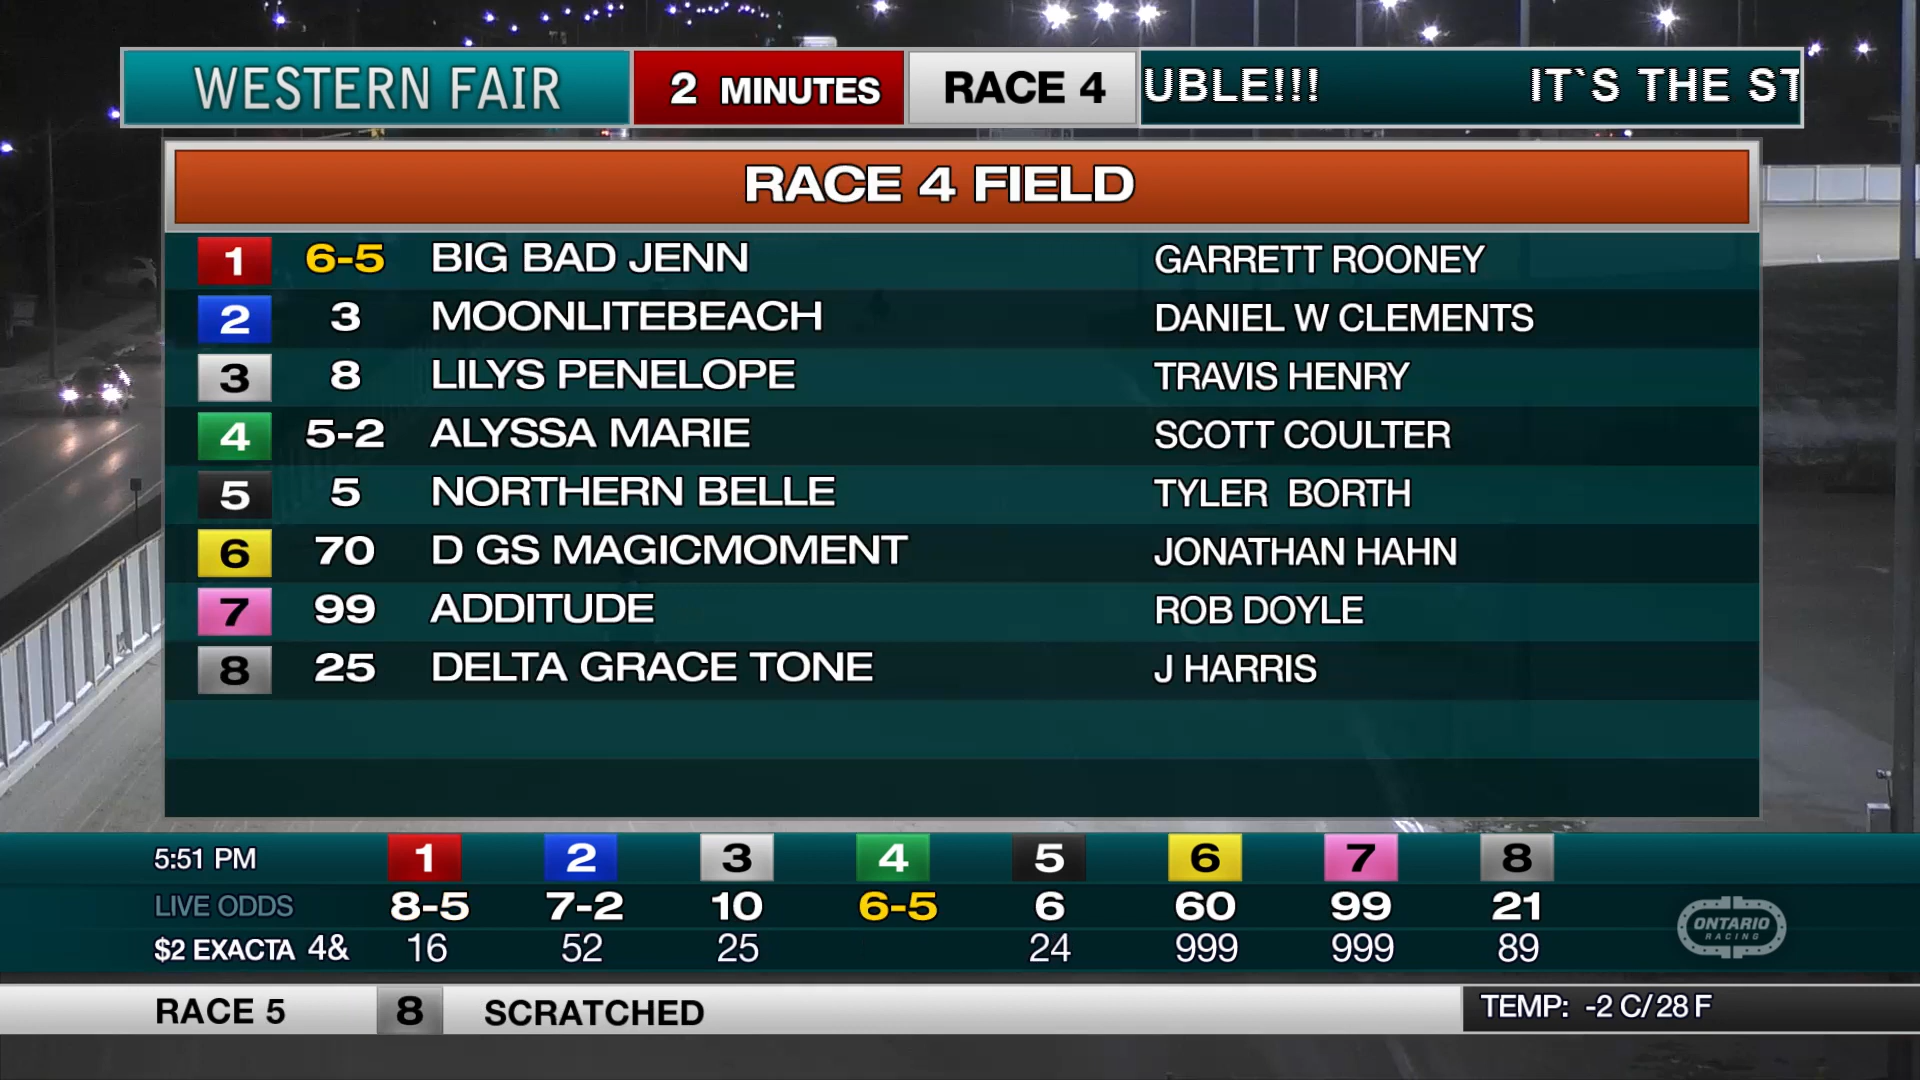 WESTERN FAIR 2 MINUTES RACE 4 UBLE!!! IT`S THE ST
RACE 4 FIELD
1 6-5 BIG BAD JENN GARRETT ROONEY
2 3 MOONLITEBEACH DANIEL W CLEMENTS
3 8 LILYS PENELOPE TRAVIS HENRY
4 5-2 ALYSSA MARIE SCOTT COULTER
5 5 NORTHERN BELLE TYLER BORTH
6 70 D GS MAGICMOMENT JONATHAN HAHN
7 99 ADDITUDE ROB DOYLE
8 25 DELTA GRACE TONE J HARRIS
5:51 PM 1 2 3 4 5 6 7 8
LIVE ODDS 8-5 7-2 10 6-5 6 60 99 21
$2 EXACTA 4& 16 52 25 24 999 999 89
ONTARIO
RACING
RACE 5 8 SCRATCHED TEMP: -2 C/28 F